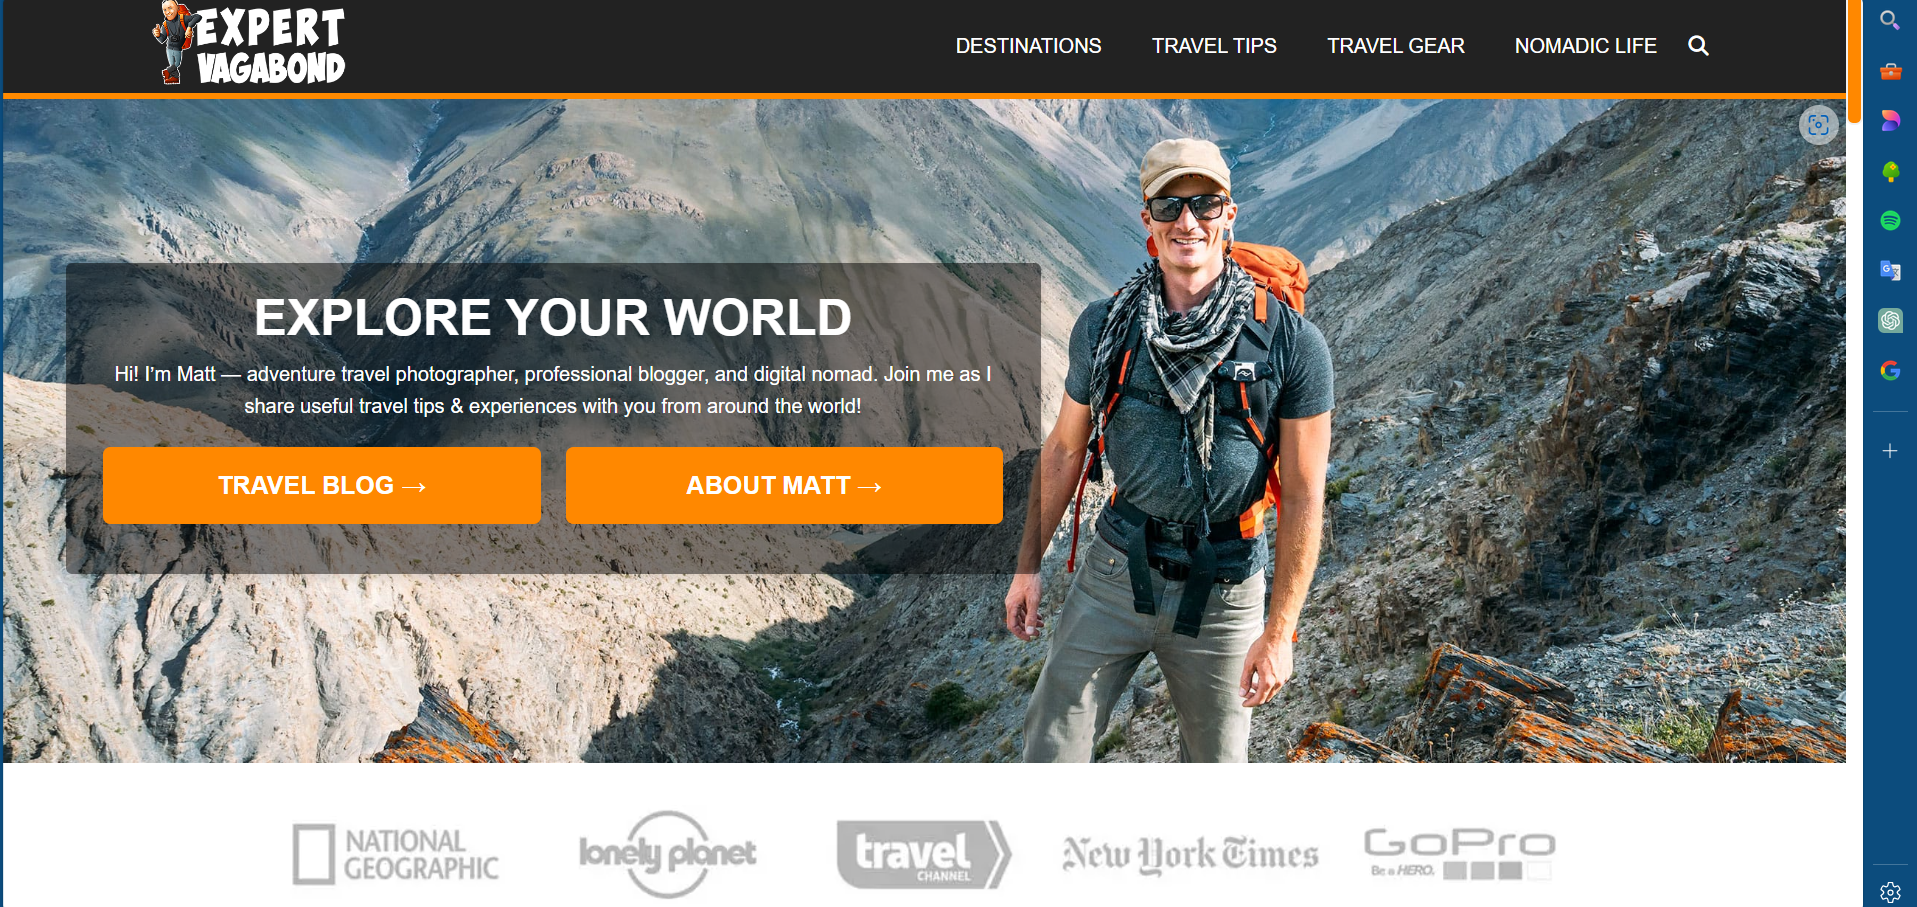 EXPERT
VAGABOND
DESTINATIONS
TRAVEL TIPS
TRAVEL GEAR
NOMADIC LIFE
EXPLORE YOUR WORLD
Hi! I’m Matt — adventure travel photographer, professional blogger, and digital nomad. Join me as I
share useful travel tips & experiences with you from around the world!
TRAVEL BLOG →
ABOUT MATT →
NATIONAL
GEOGRAPHIC
lonely planet
travel
CHANNEL
New York Times
GoPro
Be a HERO.